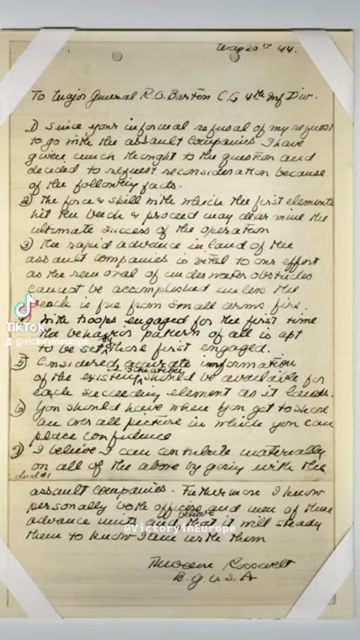 May 20th 44.
To Major General R.O. Barton C.G 4th Inf Div.
1) Since your informal refusal of my request
to go with the assault companies I have
given much thought to the question and
decided to request reconsideration because
of the following facts.
2) The force & skill with which the first elements
hit the beech & proceed may determine the
ultimate success of the operation
3) The rapid advance inland of the
assault companies is vital to our effort
as the removal of underwater obstacles
cannot be accomplished unless the
beach is free from small arms fire.
With troops engaged for the first time
the behavior pattern of all is apt
to be set by those first engaged.
5) Considered accurate information
of the existing situation should be available for
each succeeding element as it lands.
6) You should have when you get to shore
an over all picture in which you can
place confidence
I believe I can contribute materially
on all of the above by going with the
assault companies. Furthermore I know
personally both officers and men of these
advance units & believe that it will steady
them to know I am with them
Theodore Roosevelt
B.G. U.S.A
TikTok
@victoryineurope
@VictoryInEurope